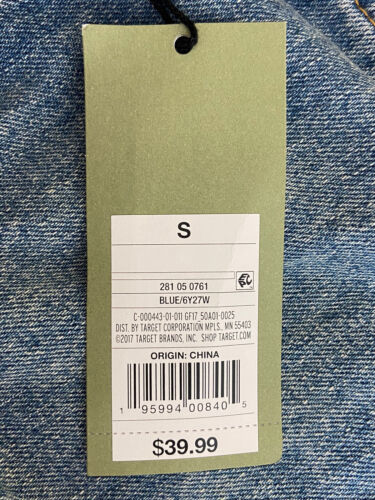 S
281 05 0761
BLUE/6Y27W
C-000443-01-011 GF17_50A01-0025
DIST. BY TARGET CORPORATION MPLS., MN 55403
©2017 TARGET BRANDS, INC. SHOP TARGET.COM
ORIGIN: CHINA
1 95994 00840 5
$39.99